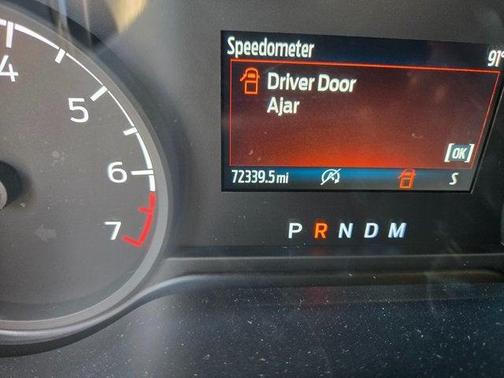 Speedometer
91°
Driver Door
Ajar
[OK]
72339.5 mi
S
4
5
6
7
P R N D M